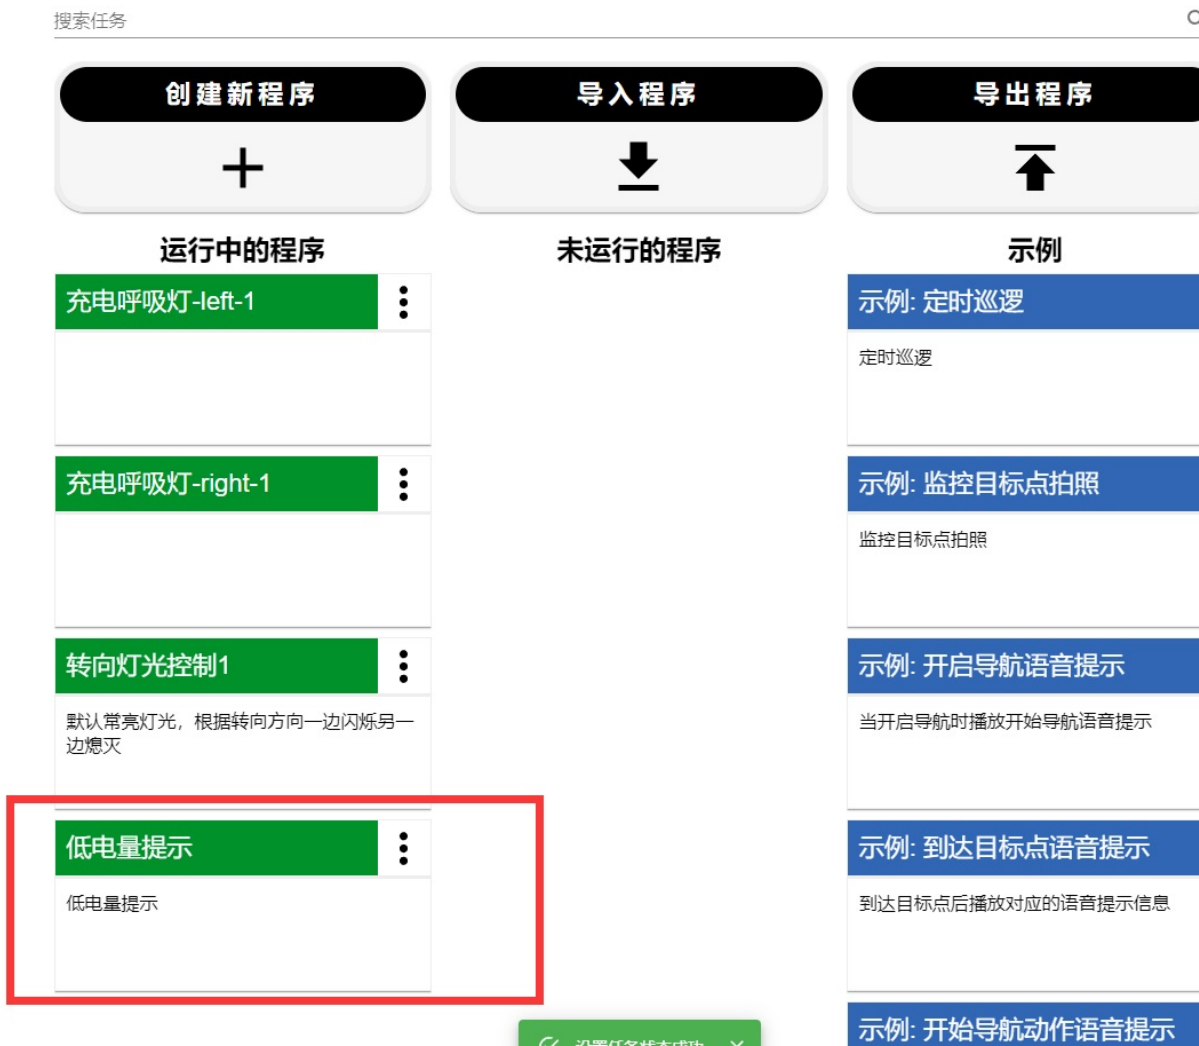 搜索任务
创建新程序
导入程序
导出程序
运行中的程序
未运行的程序
示例
充电呼吸灯-left-1
示例: 定时巡逻
定时巡逻
充电呼吸灯-right-1
示例: 监控目标点拍照
监控目标点拍照
转向灯光控制1
示例: 开启导航语音提示
默认常亮灯光，根据转向方向一边闪烁另一
边熄灭
当开启导航时播放开始导航语音提示
低电量提示
示例: 到达目标点语音提示
低电量提示
到达目标点后播放对应的语音提示信息
示例: 开始导航动作语音提示
设置任务状态成功